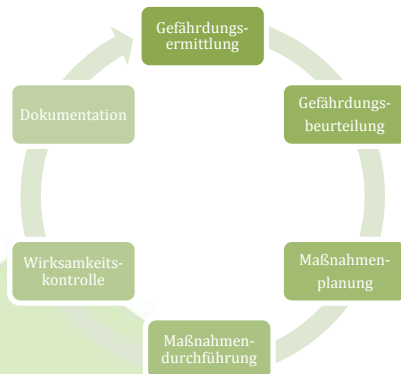 Gefährdungs-
ermittlung
Gefährdungs-
beurteilung
Maßnahmen-
planung
Maßnahmen-
durchführung
Wirksamkeits-
kontrolle
Dokumentation